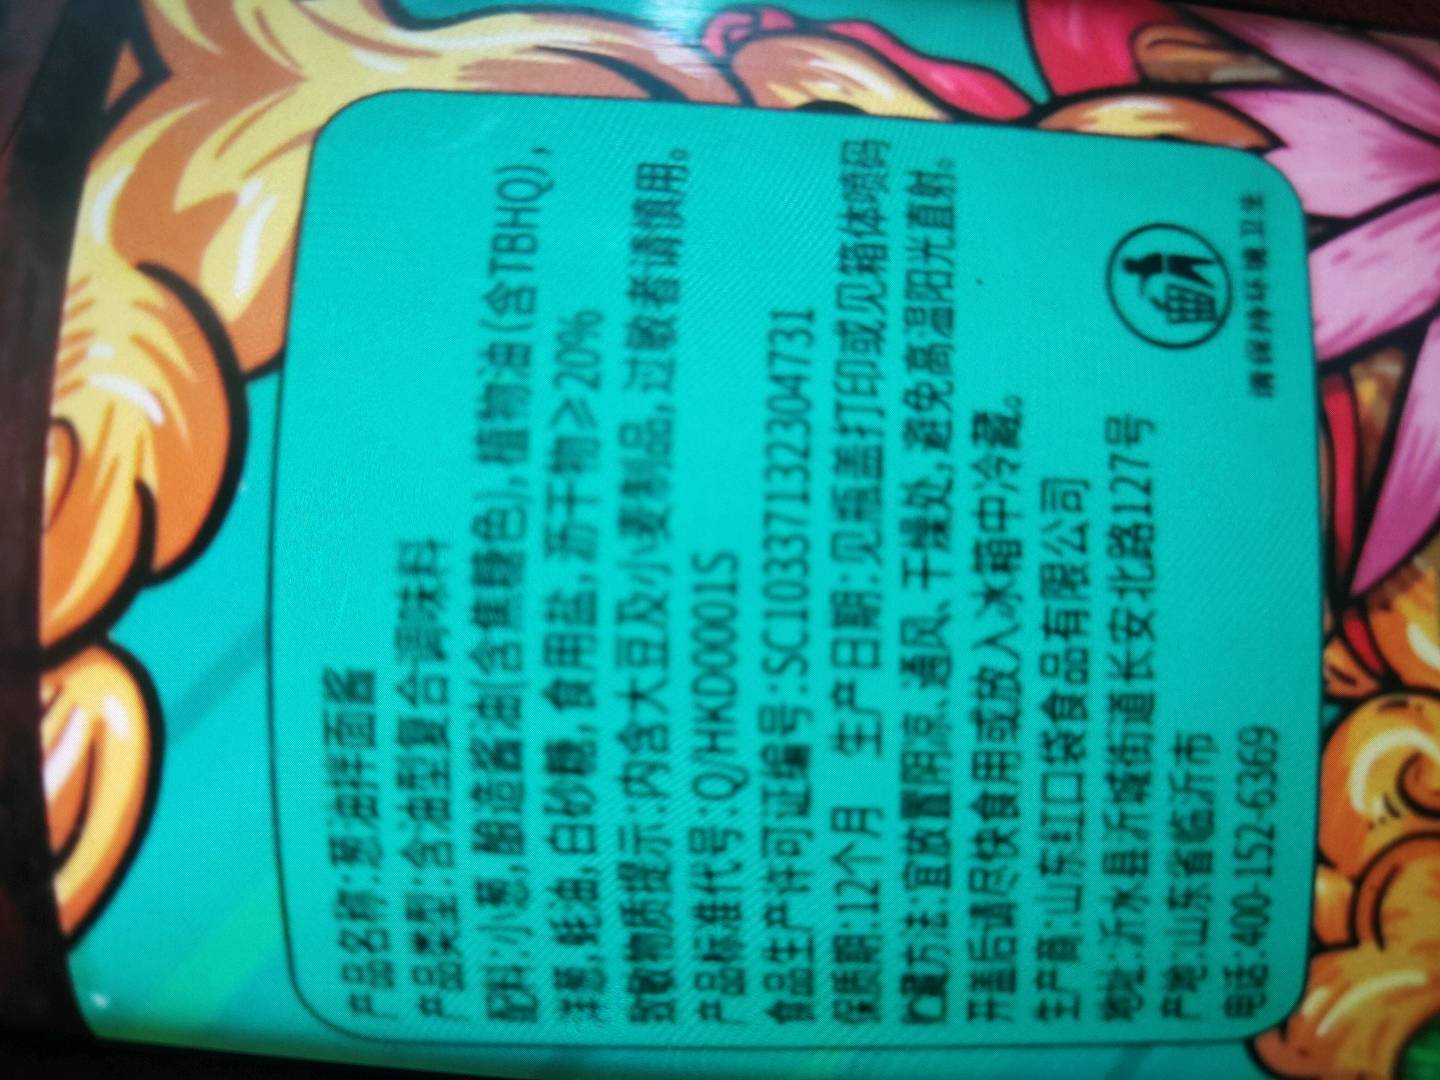 产品名称:葱油拌面酱
产品类型:含油型复合调味料
配料:小葱,酿造酱油(含焦糖色),植物油(含TBHQ),
洋葱,蚝油,白砂糖,食用盐,沥干物≥20%
致敏物质提示:内含大豆及小麦制品,过敏者请慎用。
产品标准代号:Q/HKD0001S
食品生产许可证编号:SC10337132304731
保质期:12个月 生产日期:见瓶盖打印或见箱体喷码
贮藏方法:宜放置阴凉、通风、干燥处,避免高温阳光直射。
开盖后请尽快食用或放入冰箱中冷藏。
生产商:山东红口袋食品有限公司
地址:沂水县沂城街道长安北路127号
产地:山东省临沂市
电话:400-152-6369
请保持环境卫生